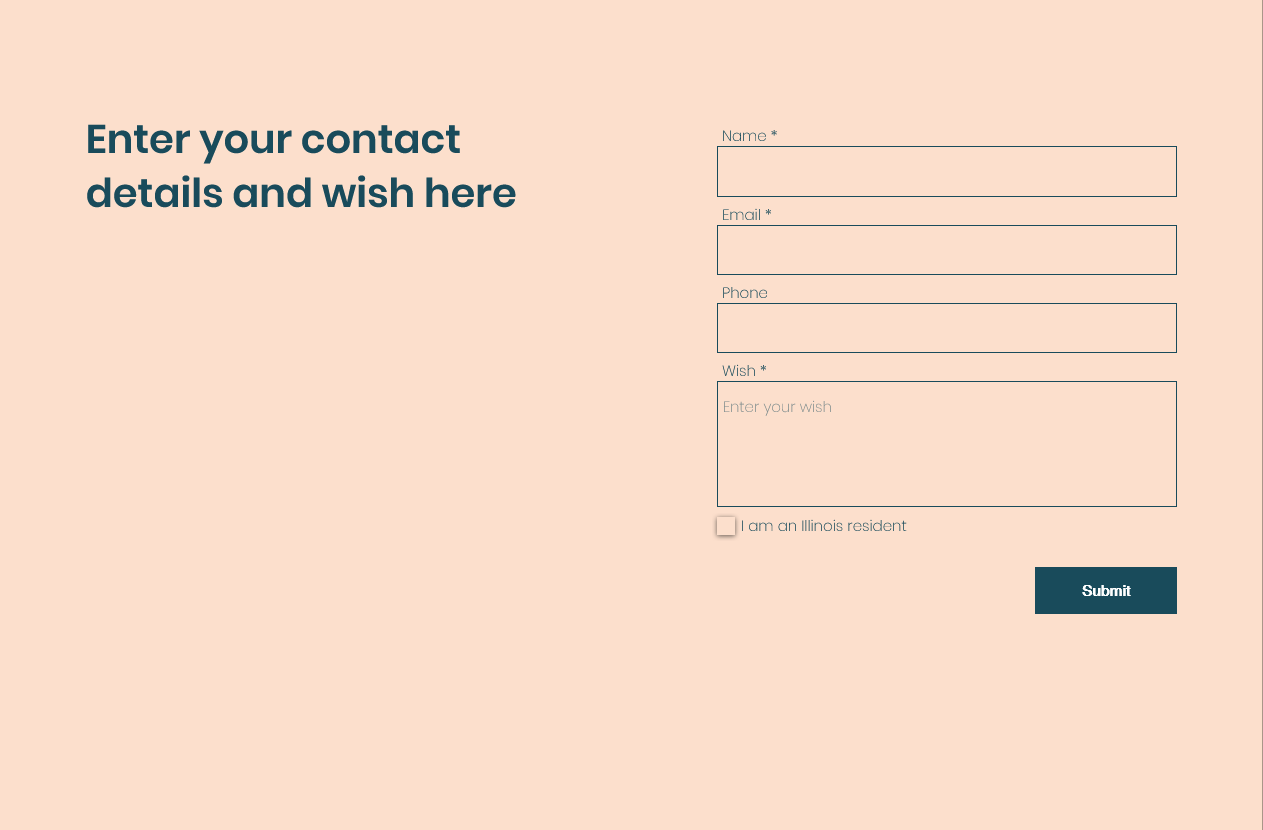 Enter your contact
details and wish here
Name *
Email *
Phone
Wish *
Enter your wish
I am an Illinois resident
Submit